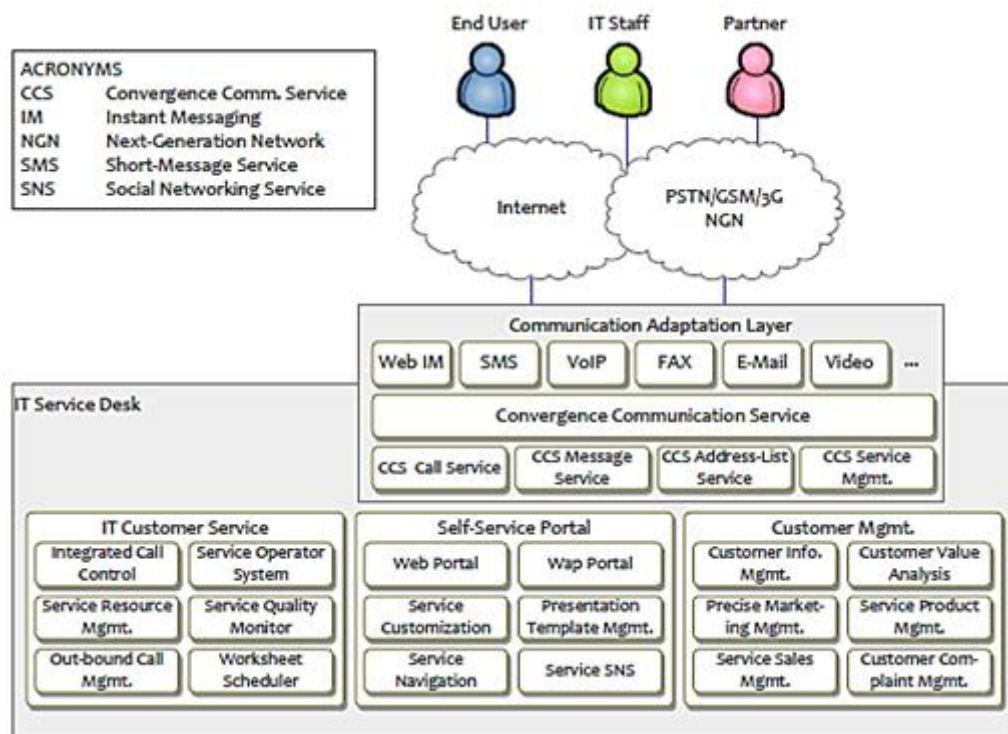 End User
IT Staff
Partner
ACRONYMS
CCS Convergence Comm. Service
IM Instant Messaging
NGN Next-Generation Network
SMS Short-Message Service
SNS Social Networking Service
Internet
PSTN/GSM/3G
NGN
Communication Adaptation Layer
Web IM
SMS
VoIP
FAX
E-Mail
Video
...
IT Service Desk
Convergence Communication Service
CCS Call Service
CCS Message
Service
CCS Address-List
Service
CCS Service
Mgmt.
IT Customer Service
Integrated Call
Control
Service Operator
System
Service Resource
Mgmt.
Service Quality
Monitor
Out-bound Call
Mgmt.
Worksheet
Scheduler
Self-Service Portal
Web Portal
Wap Portal
Service
Customization
Presentation
Template Mgmt.
Service
Navigation
Service SNS
Customer Mgmt.
Customer Info.
Mgmt.
Customer Value
Analysis
Precise Market-
ing Mgmt.
Service Product
Mgmt.
Service Sales
Mgmt.
Customer Com-
plaint Mgmt.